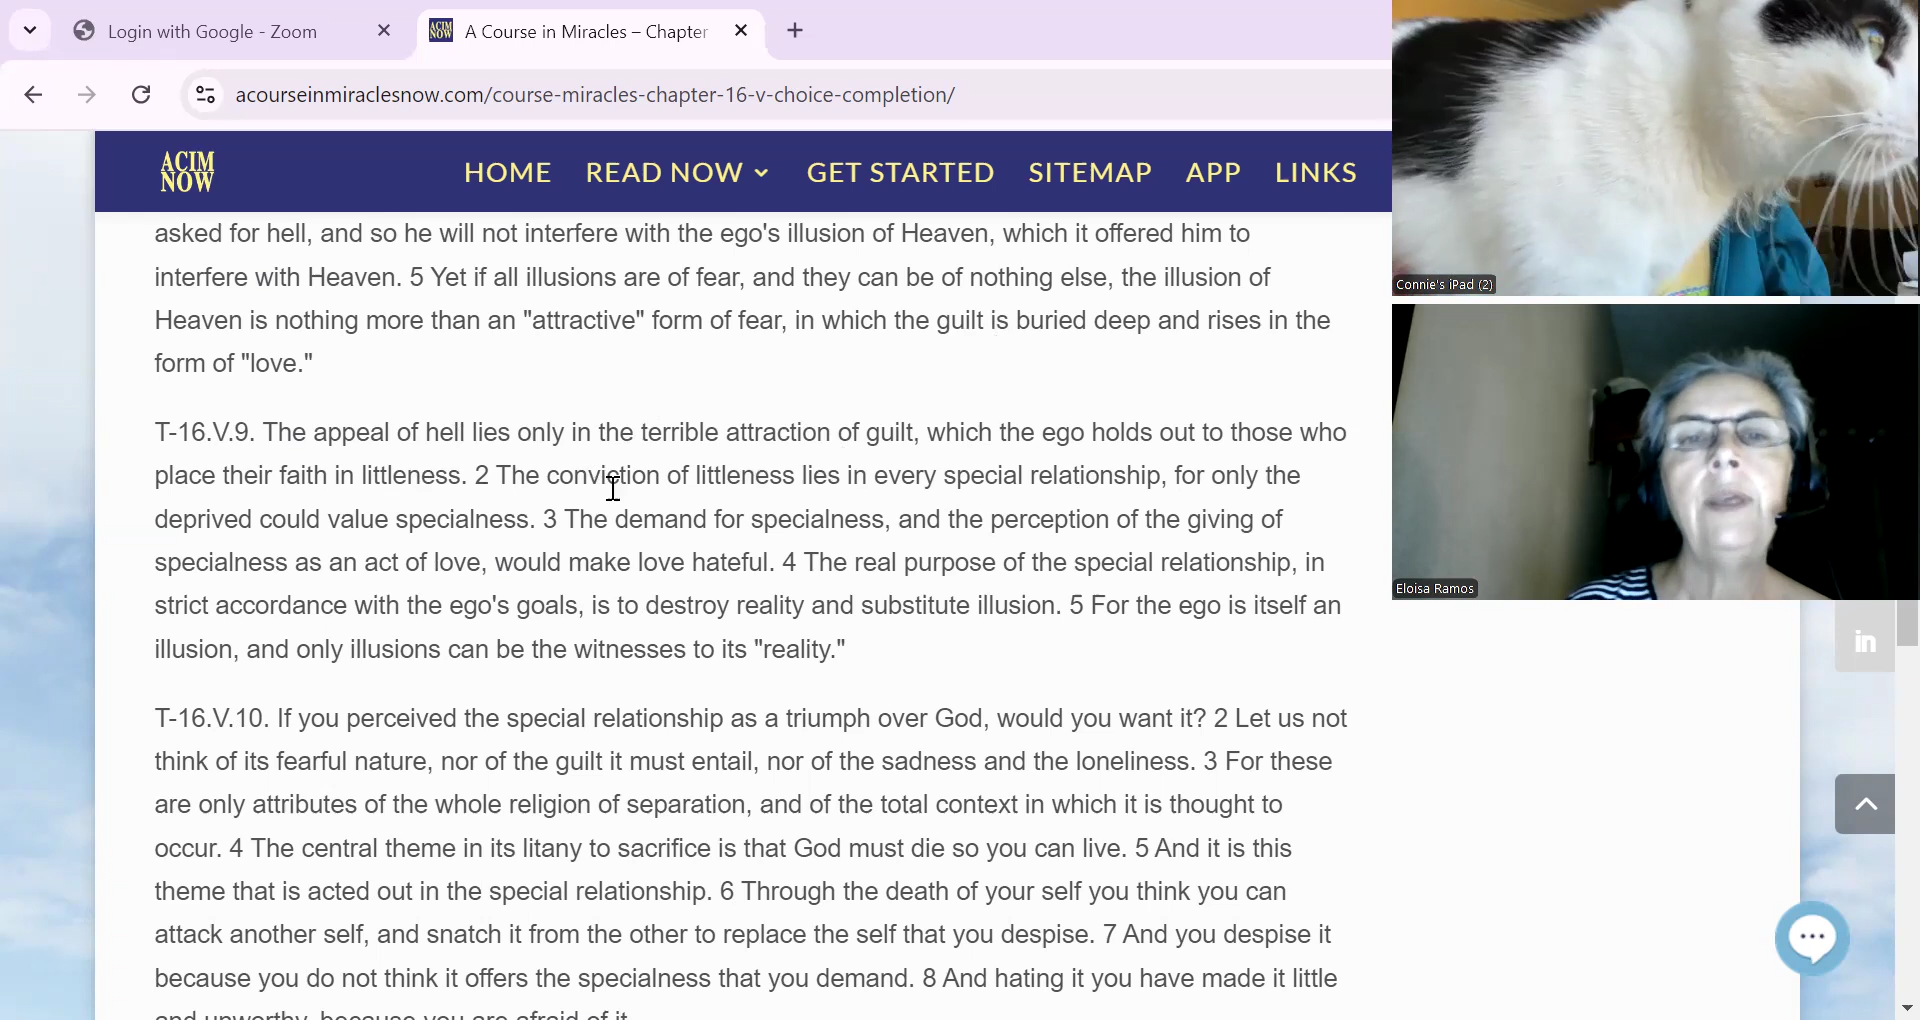 Login with Google - Zoom
A Course in Miracles – Chapter
acourseinmiraclesnow.com/course-miracles-chapter-16-v-choice-completion/
ACIM
NOW
HOME READ NOW GET STARTED SITEMAP APP LINKS
asked for hell, and so he will not interfere with the ego's illusion of Heaven, which it offered him to
interfere with Heaven. 5 Yet if all illusions are of fear, and they can be of nothing else, the illusion of
Heaven is nothing more than an "attractive" form of fear, in which the guilt is buried deep and rises in the
form of "love."
T-16.V.9. The appeal of hell lies only in the terrible attraction of guilt, which the ego holds out to those who
place their faith in littleness. 2 The conviction of littleness lies in every special relationship, for only the
deprived could value specialness. 3 The demand for specialness, and the perception of the giving of
specialness as an act of love, would make love hateful. 4 The real purpose of the special relationship, in
strict accordance with the ego's goals, is to destroy reality and substitute illusion. 5 For the ego is itself an
illusion, and only illusions can be the witnesses to its "reality."
T-16.V.10. If you perceived the special relationship as a triumph over God, would you want it? 2 Let us not
think of its fearful nature, nor of the guilt it must entail, nor of the sadness and the loneliness. 3 For these
are only attributes of the whole religion of separation, and of the total context in which it is thought to
occur. 4 The central theme in its litany to sacrifice is that God must die so you can live. 5 And it is this
theme that is acted out in the special relationship. 6 Through the death of your self you think you can
attack another self, and snatch it from the other to replace the self that you despise. 7 And you despise it
because you do not think it offers the specialness that you demand. 8 And hating it you have made it little
and unworthy, because you are afraid of it.
Connie's iPad (2)
Eloisa Ramos
in